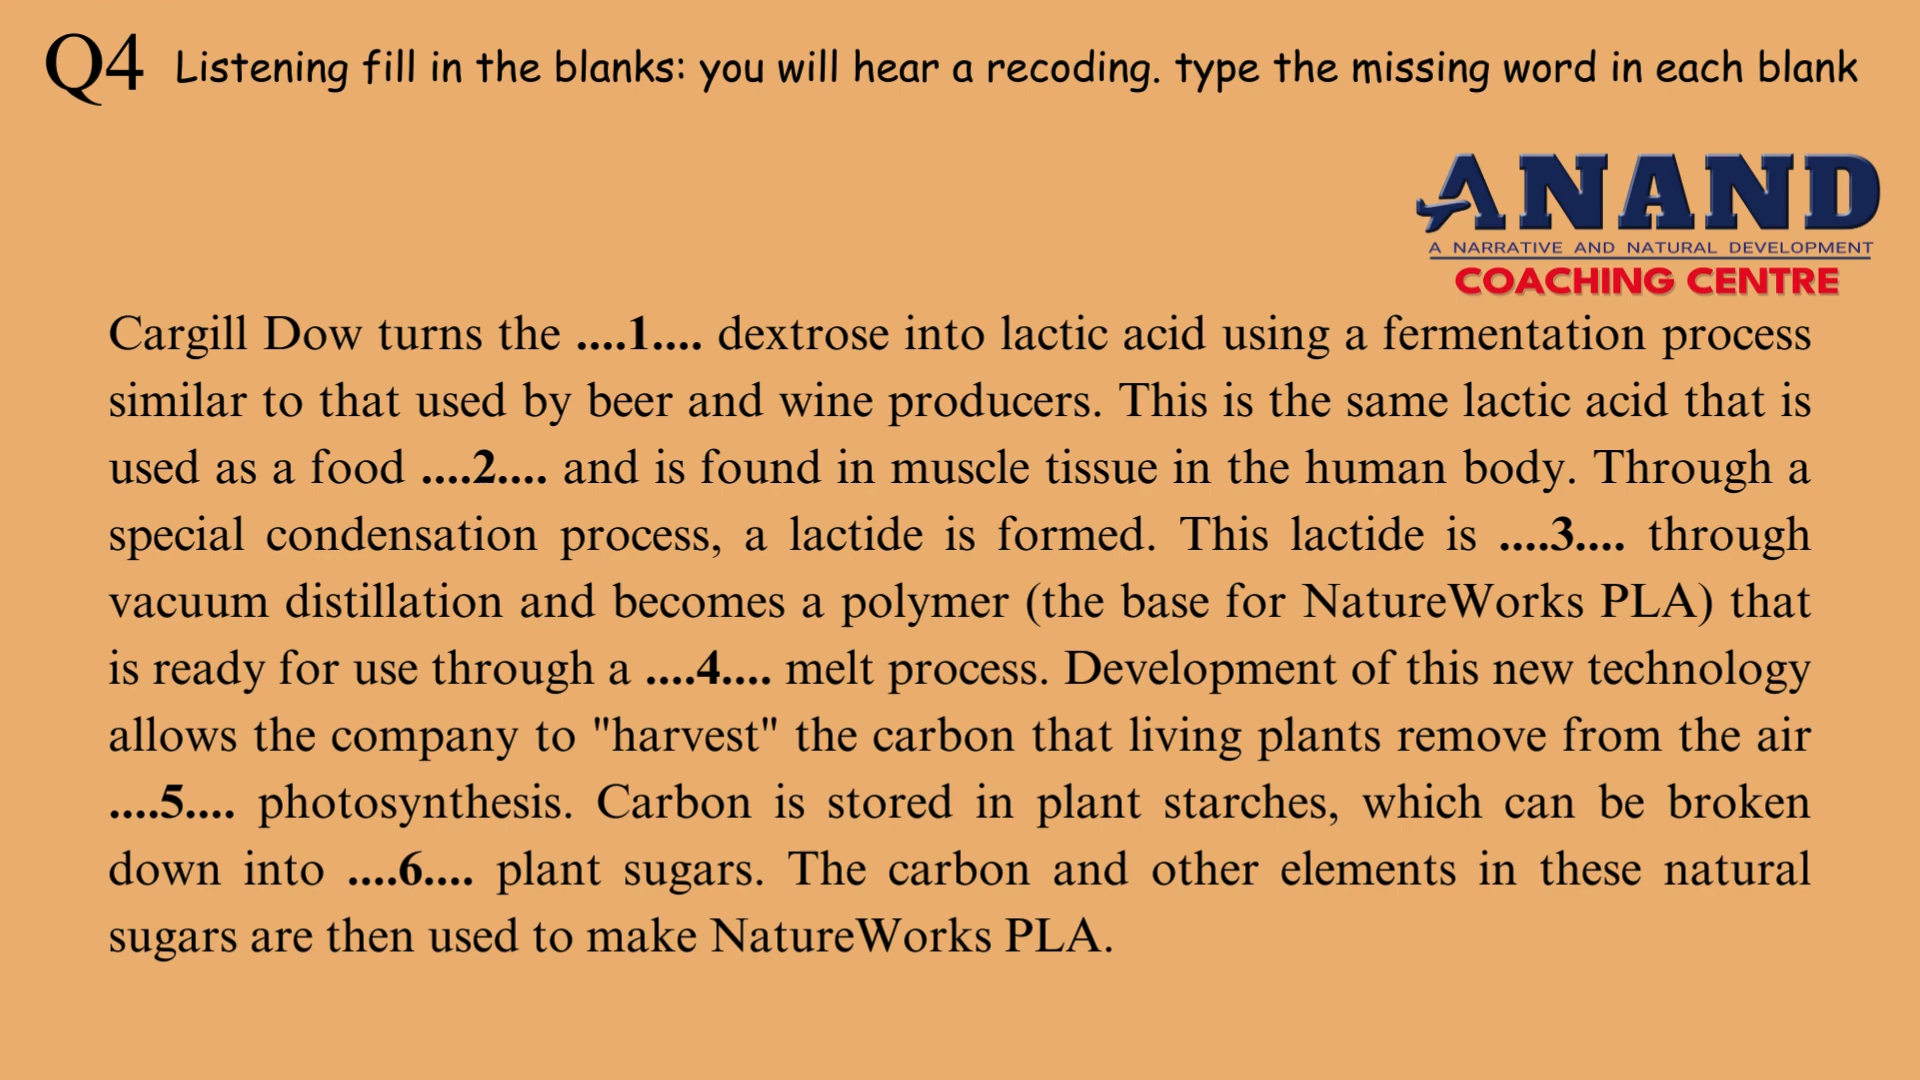 Q4 Listening fill in the blanks: you will hear a recoding. type the missing word in each blank
ANAND
A NARRATIVE AND NATURAL DEVELOPMENT
COACHING CENTRE
Cargill Dow turns the ....1.... dextrose into lactic acid using a fermentation process
similar to that used by beer and wine producers. This is the same lactic acid that is
used as a food ....2.... and is found in muscle tissue in the human body. Through a
special condensation process, a lactide is formed. This lactide is ....3.... through
vacuum distillation and becomes a polymer (the base for NatureWorks PLA) that
is ready for use through a ....4.... melt process. Development of this new technology
allows the company to "harvest" the carbon that living plants remove from the air
....5.... photosynthesis. Carbon is stored in plant starches, which can be broken
down into ....6.... plant sugars. The carbon and other elements in these natural
sugars are then used to make NatureWorks PLA.